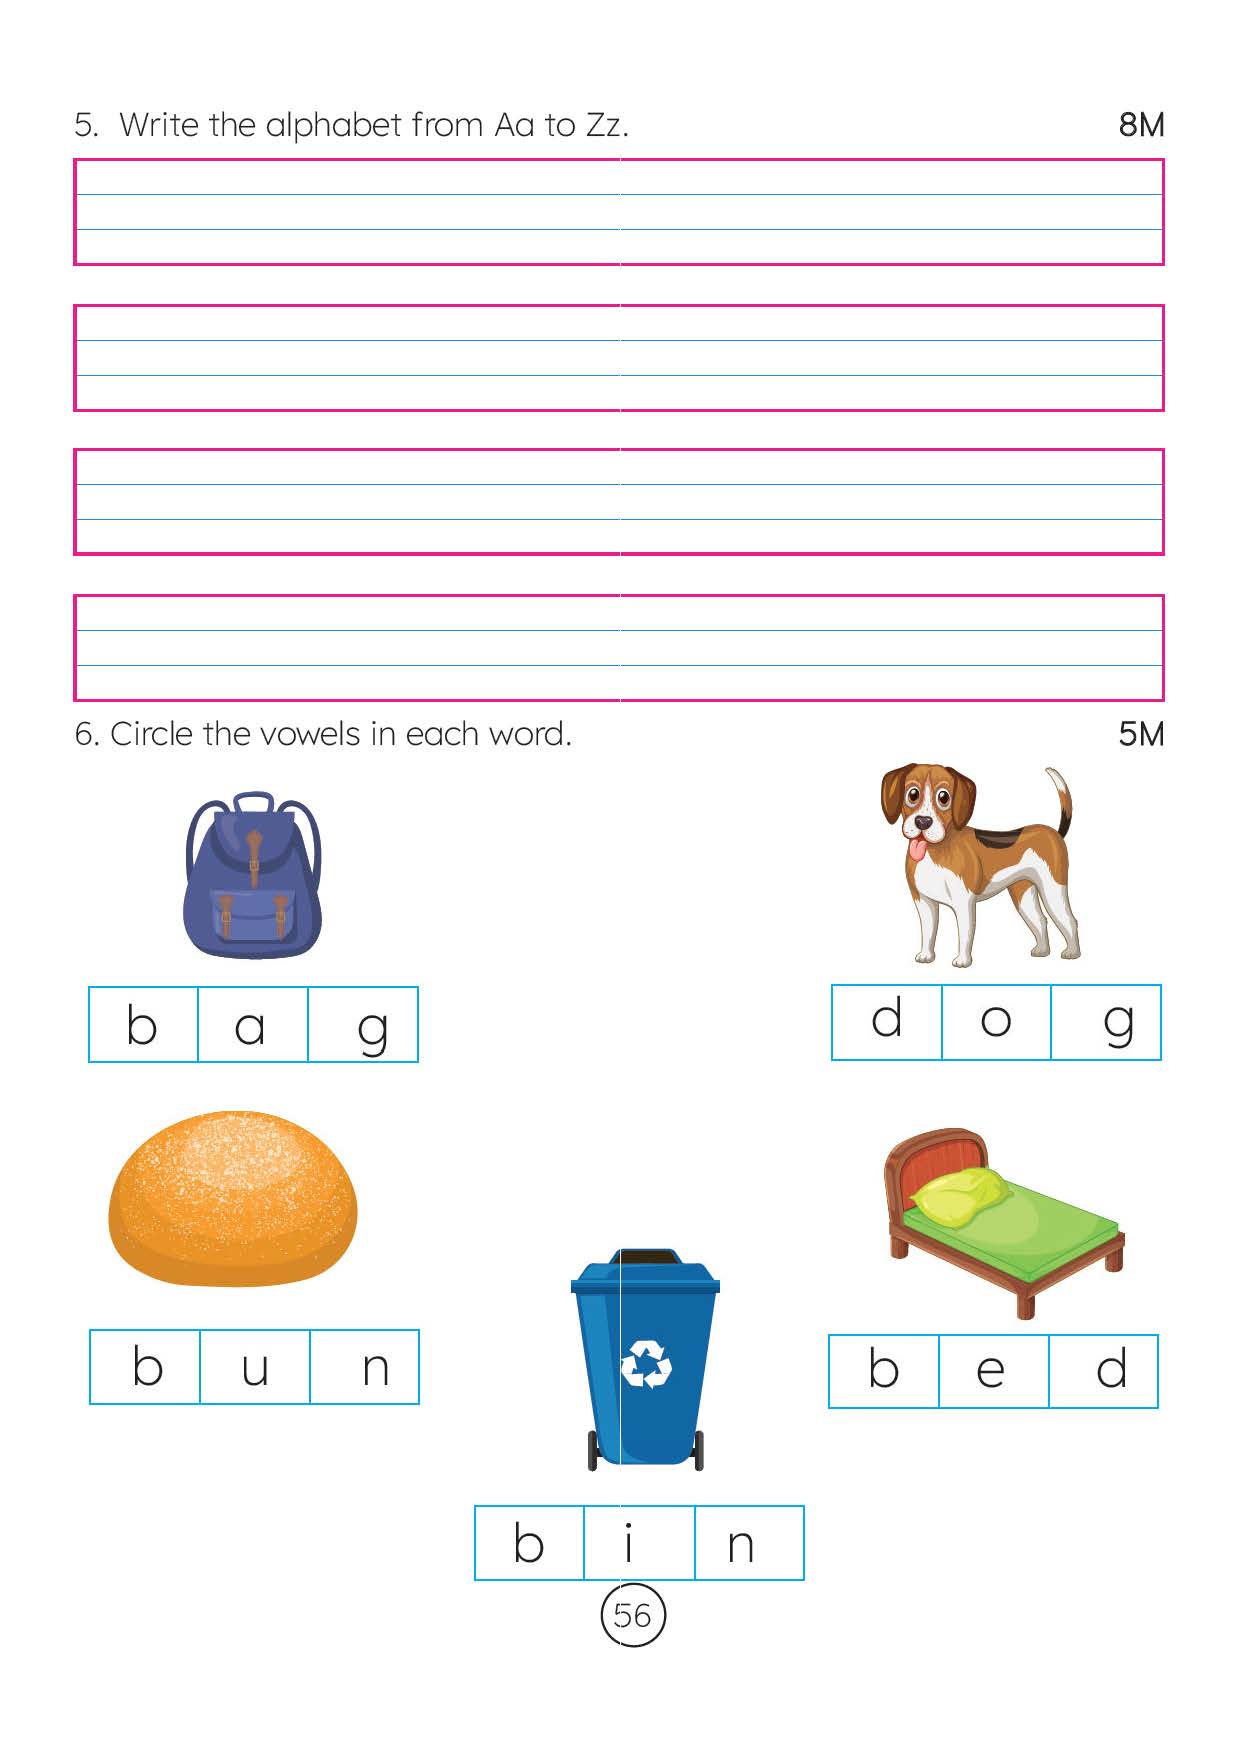 5. Write the alphabet from Aa to Zz. 8M
6. Circle the vowels in each word. 5M
b a g
d o g
b u n
b e d
b i n
56